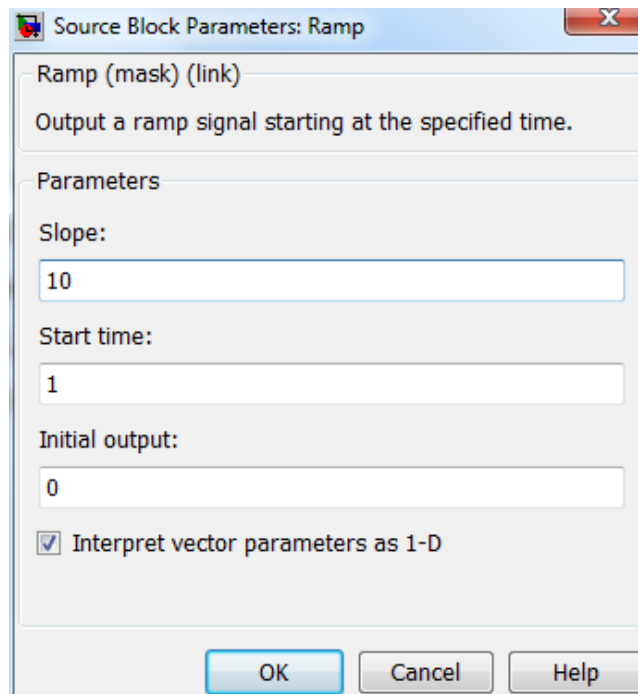 Source Block Parameters: Ramp
Ramp (mask) (link)
Output a ramp signal starting at the specified time.
Parameters
Slope:
10
Start time:
1
Initial output:
0
Interpret vector parameters as 1-D
OK Cancel Help